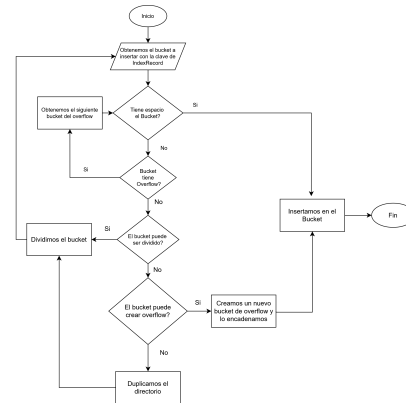 Inicio
Obtenemos el bucket a
insertar con la clave de
IndexRecord
Obtenemos el siguiente
bucket del overflow
Tiene espacio
el Bucket?
Si
No
Bucket
tiene
Overflow?
Si
No
Insertamos en el
Bucket
Fin
Dividimos el bucket
Si
El bucket puede
ser dividido?
No
El bucket puede
crear overflow?
Si
Creamos un nuevo
bucket de overflow y
lo encadenamos
No
Duplicamos el
directorio